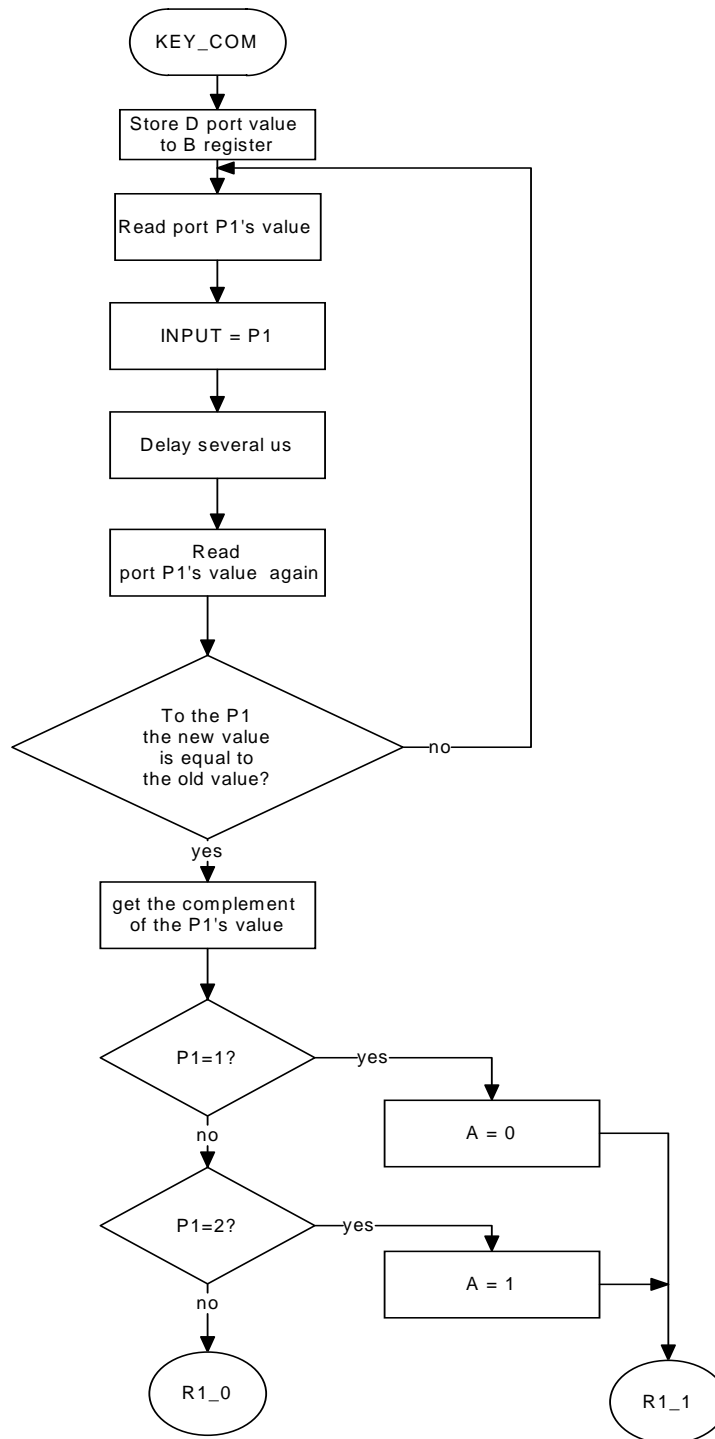 KEY_COM
Store D port value
to B register
Read port P1's value
INPUT = P1
Delay several us
Read
port P1's value again
To the P1
the new value
is equal to
the old value?
no
yes
get the complement
of the P1's value
P1=1?
yes
A = 0
no
P1=2?
yes
A = 1
no
R1_0
R1_1